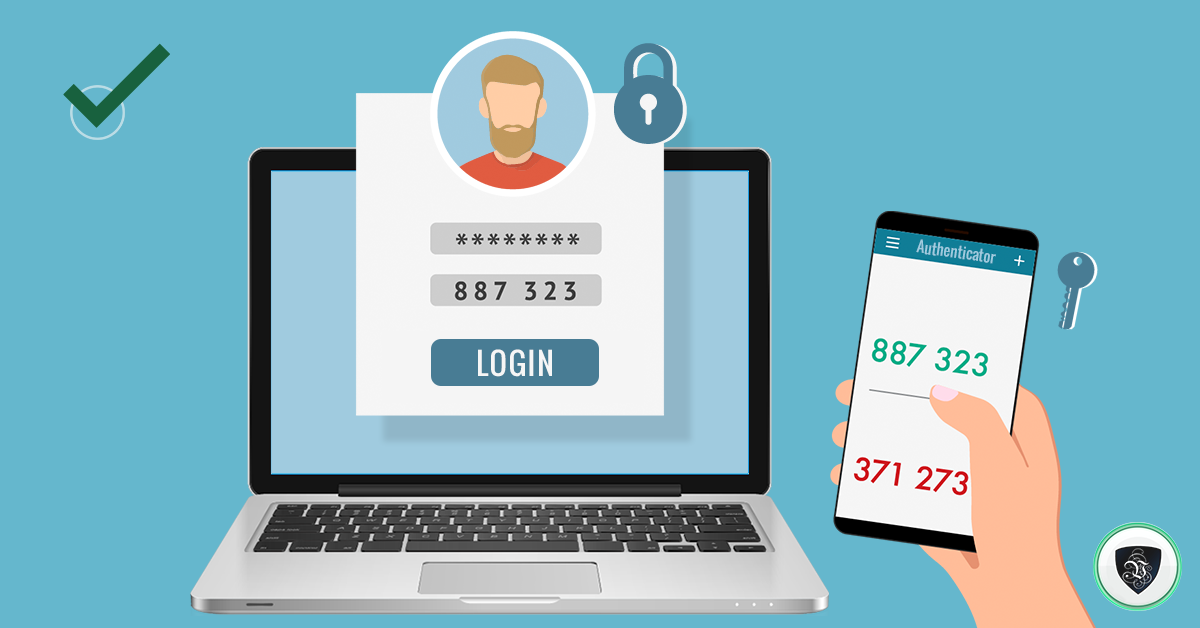 ********
887 323
LOGIN
Authenticator
887 323
371 273